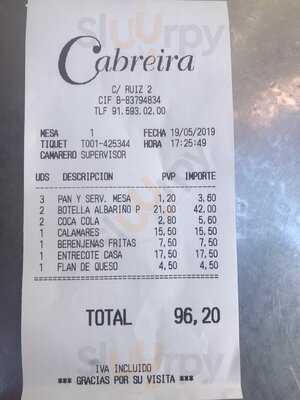 Cabreira
C/ RUIZ 2
CIF B-83794834
TLF 91.593.02.00
MESA 1 FECHA 19/05/2019
TIQUET T001-425344 HORA 17:25:49
CAMARERO SUPERVISOR
UDS DESCRIPCION PVP IMPORTE
3 PAN Y SERV. MESA 1,20 3,60
2 BOTELLA ALBARIÑO P 21,00 42,00
2 COCA COLA 2,80 5,60
1 CALAMARES 15,50 15,50
1 BERENJENAS FRITAS 7,50 7,50
1 ENTRECOTE CASA 17,50 17,50
1 FLAN DE QUESO 4,50 4,50
TOTAL 96,20
IVA INCLUIDO
*** GRACIAS POR SU VISITA ***
Sluurpy
Sluurpy
Sluurpy